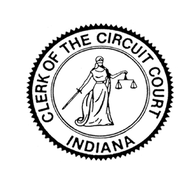 CLERK OF THE CIRCUIT COURT
INDIANA